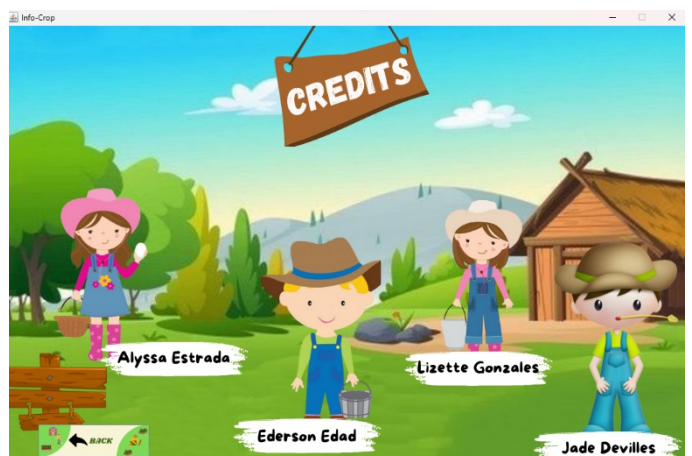 Info-Crop
CREDITS
Alyssa Estrada
Lizette Gonzales
Ederson Edad
Jade Devilles
BACK